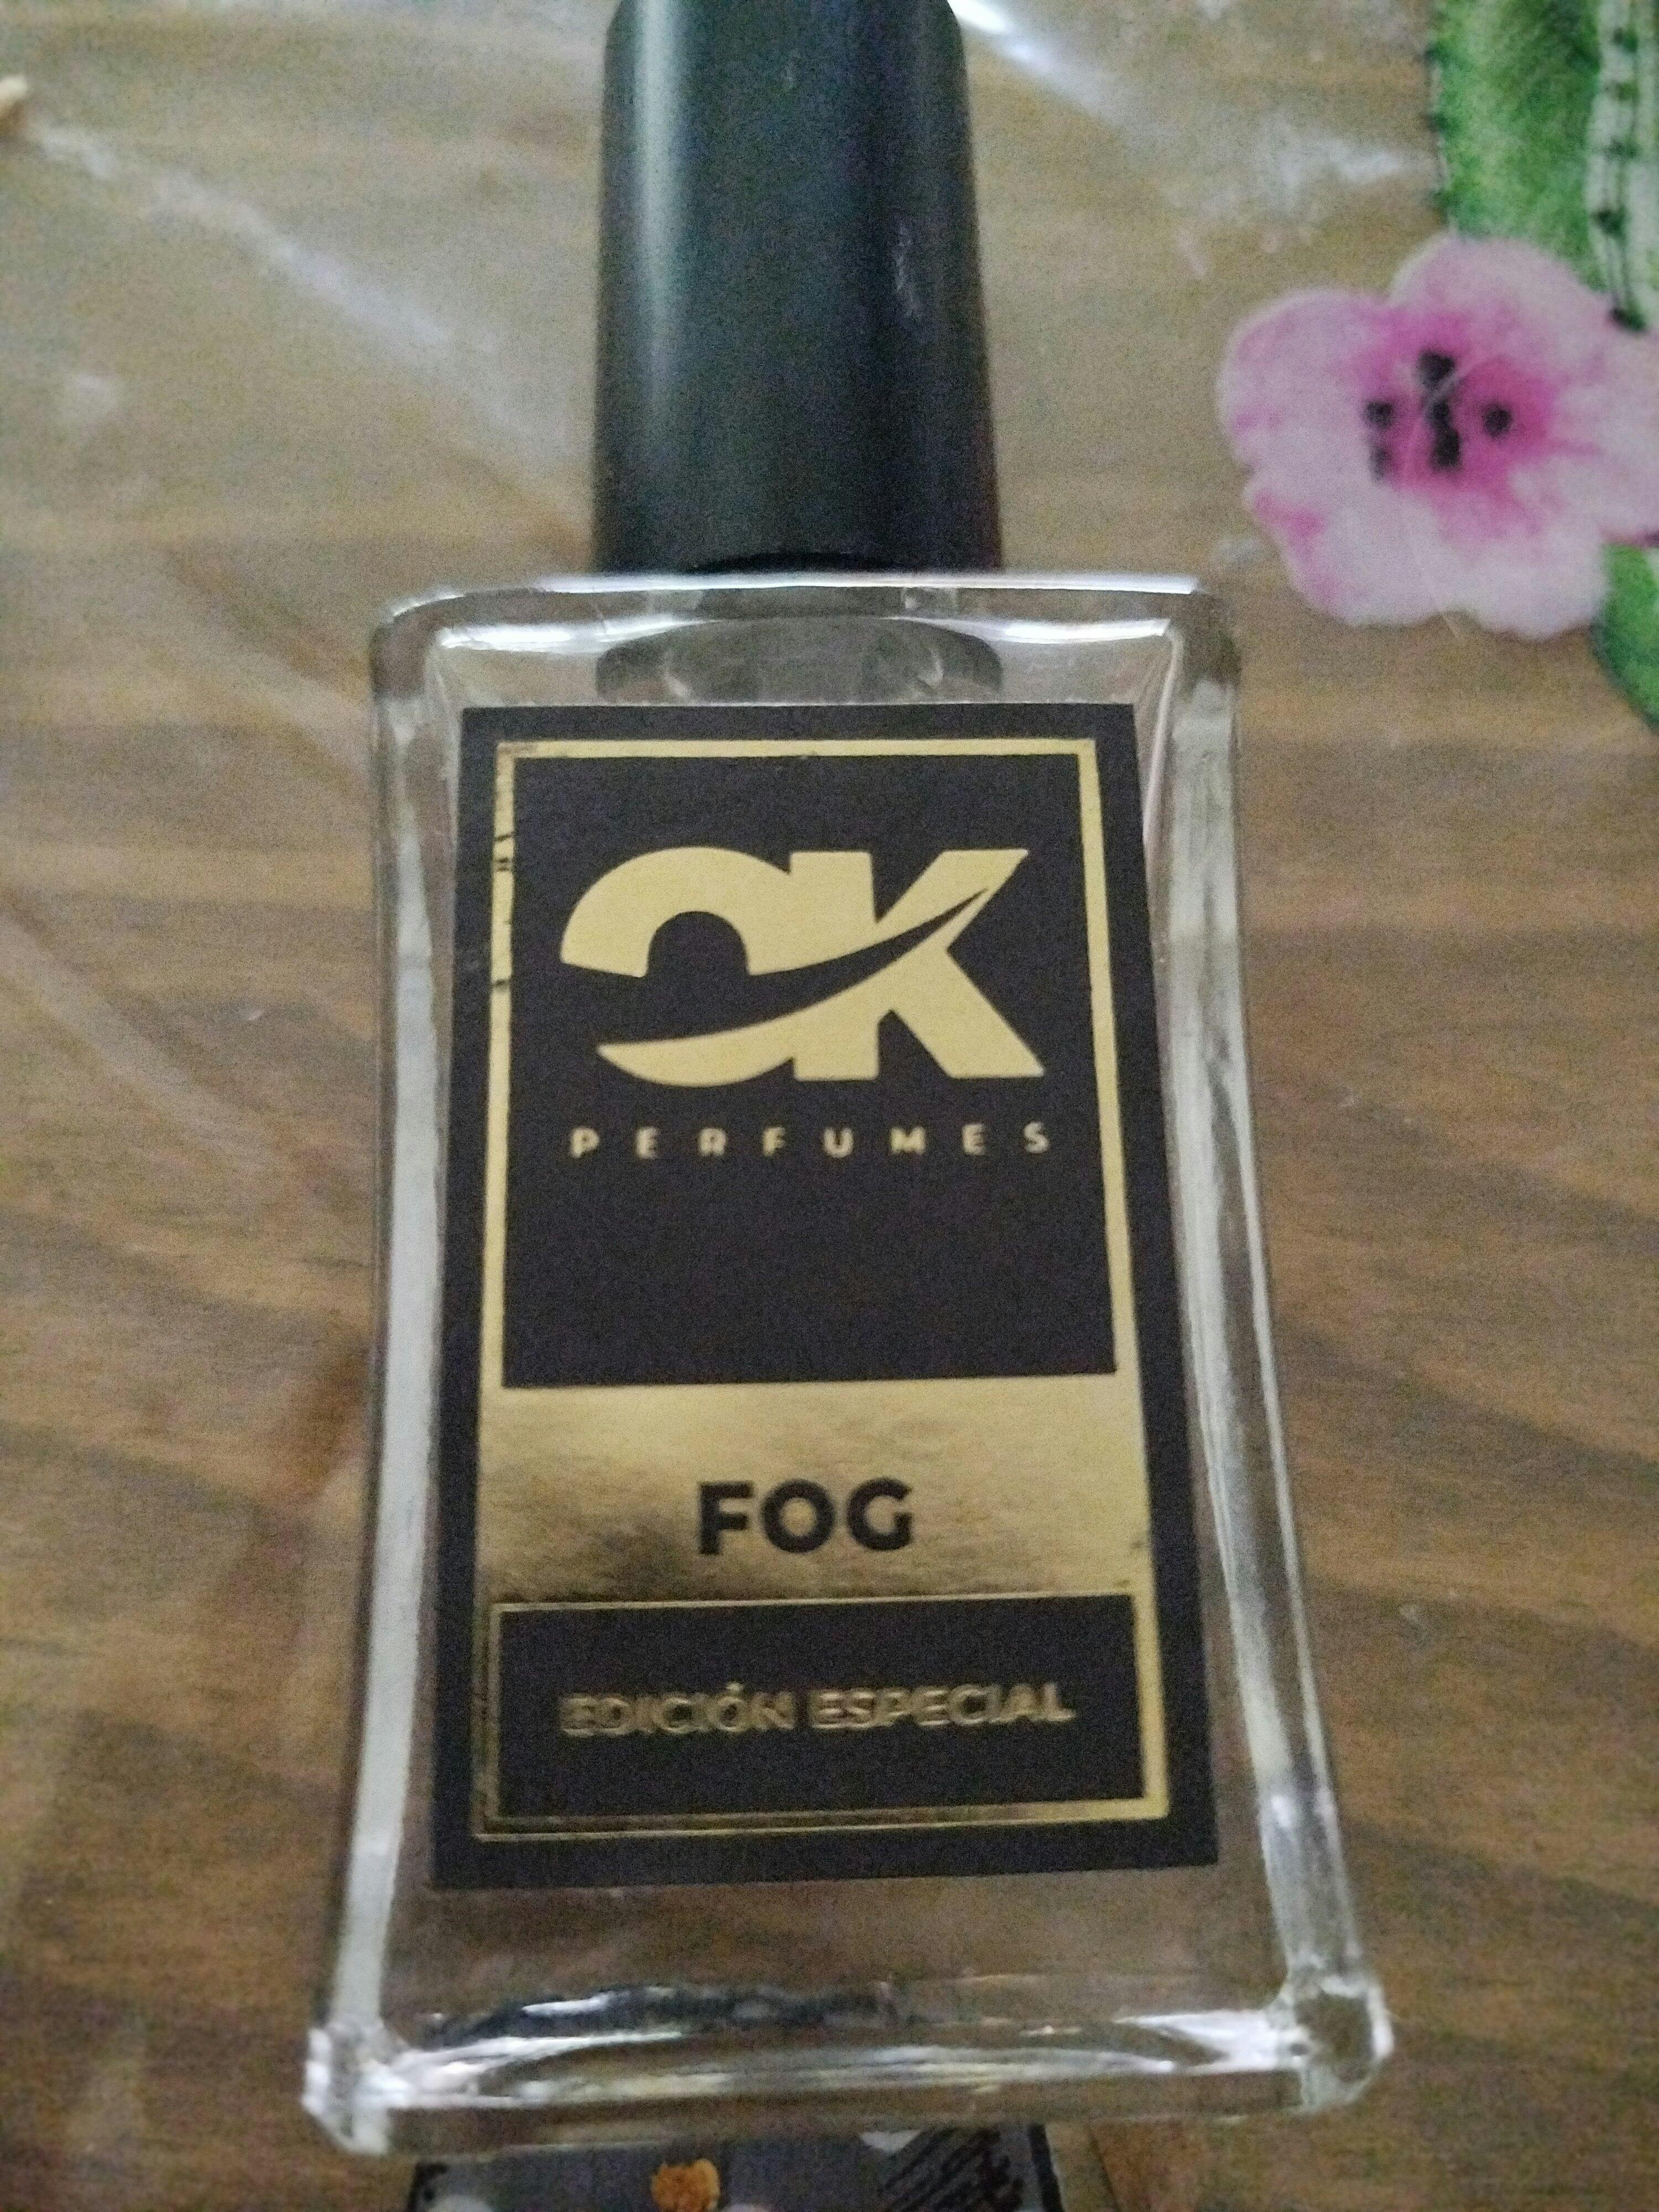 OK
PERFUMES
FOG
EDICIÓN ESPECIAL